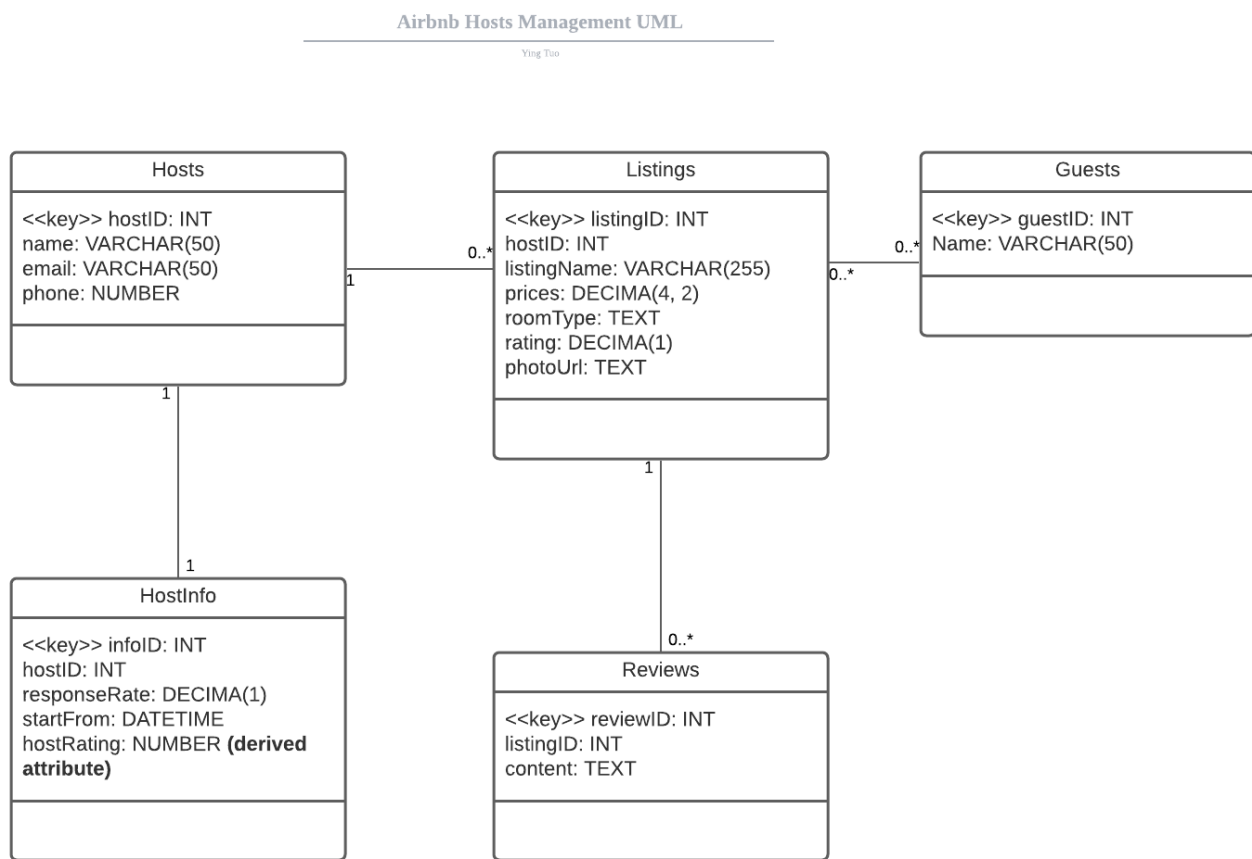 Airbnb Hosts Management UML
Ying Tuo
Hosts
<<key>> hostID: INT
name: VARCHAR(50)
email: VARCHAR(50)
phone: NUMBER
1
0..*
Listings
<<key>> listingID: INT
hostID: INT
listingName: VARCHAR(255)
prices: DECIMA(4, 2)
roomType: TEXT
rating: DECIMA(1)
photoUrl: TEXT
0..*
0..*
Guests
<<key>> guestID: INT
Name: VARCHAR(50)
1
1
HostInfo
<<key>> infoID: INT
hostID: INT
responseRate: DECIMA(1)
startFrom: DATETIME
hostRating: NUMBER (derived
attribute)
1
0..*
Reviews
<<key>> reviewID: INT
listingID: INT
content: TEXT